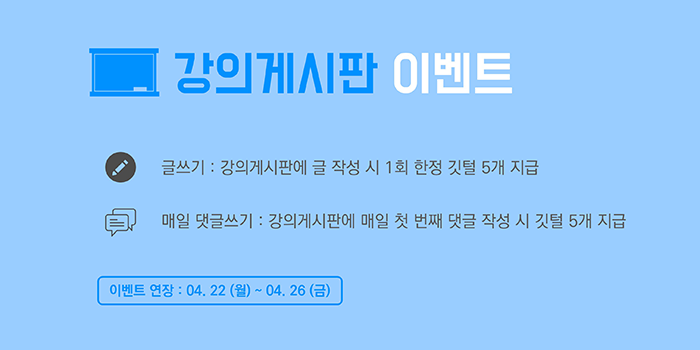 강의게시판 이벤트
글쓰기 : 강의게시판에 글 작성 시 1회 한정 깃털 5개 지급
매일 댓글쓰기 : 강의게시판에 매일 첫 번째 댓글 작성 시 깃털 5개 지급
이벤트 연장 : 04. 22 (월) ~ 04. 26 (금)